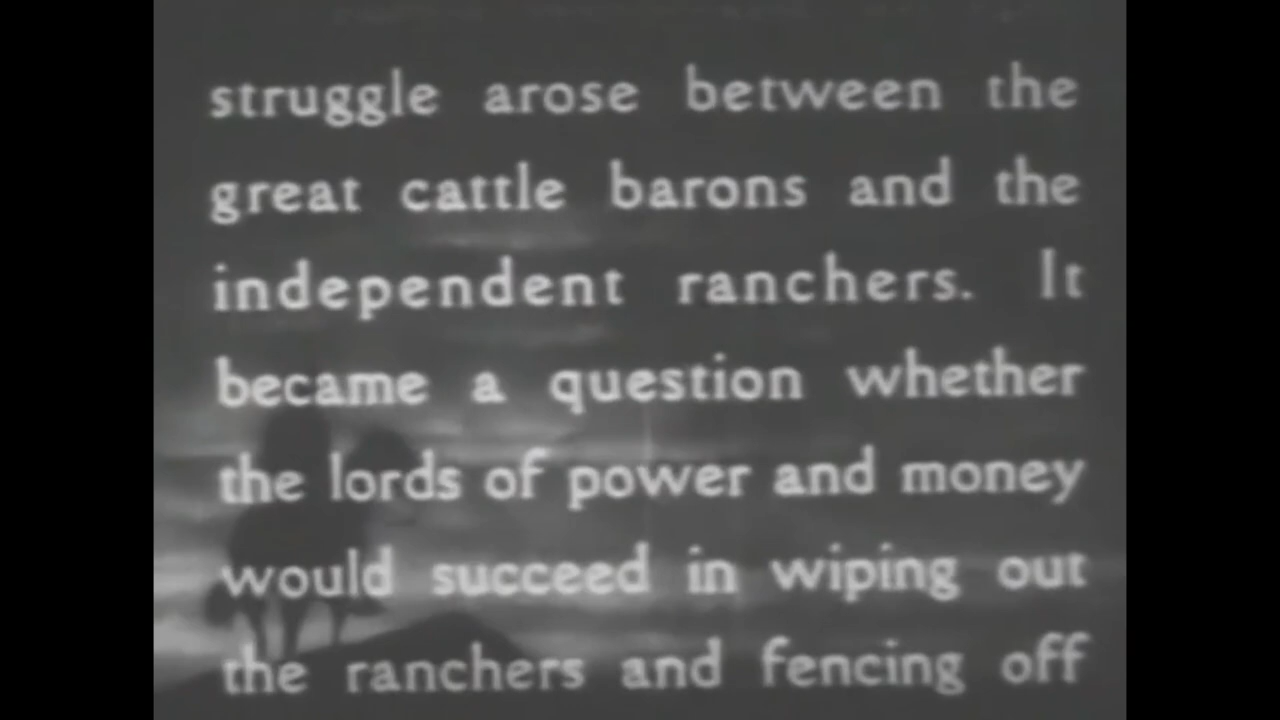 struggle arose between the
great cattle barons and the
independent ranchers. It
became a question whether
the lords of power and money
would succeed in wiping out
the ranchers and fencing off